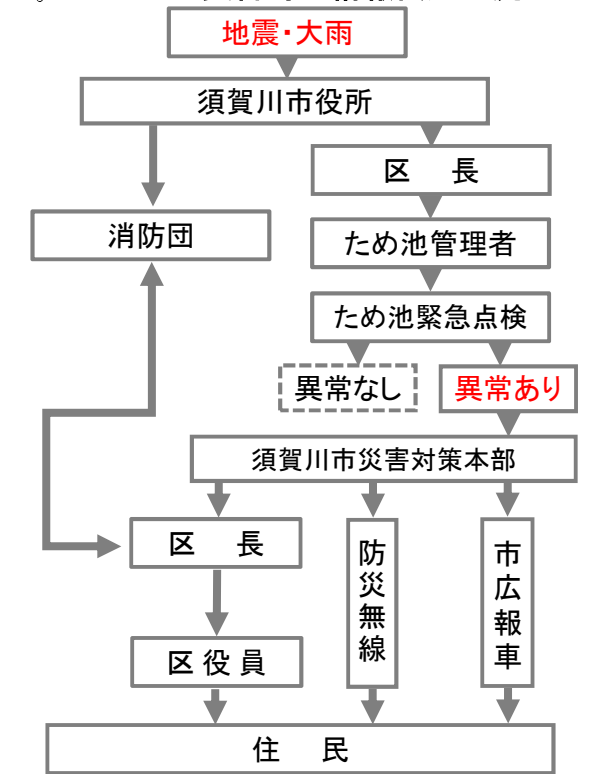 地震・大雨
須賀川市役所
区　長
消防団
ため池管理者
ため池緊急点検
異常なし
異常あり
須賀川市災害対策本部
区　長
防災無線
市広報車
区役員
住　民